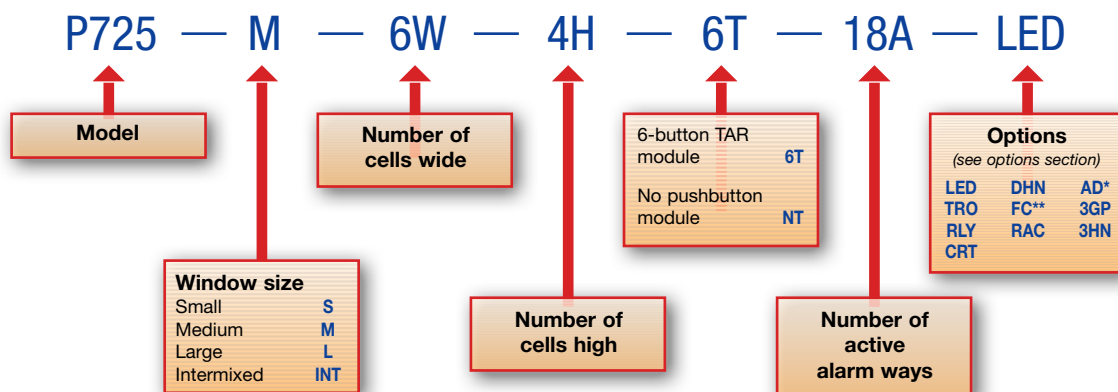 P725 — M — 6W — 4H — 6T — 18A — LED
Model
Number of
cells wide
6-button TAR
module 6T
No pushbutton
module NT
Options
(see options section)
LED DHN AD*
TRO FC** 3GP
RLY RAC 3HN
CRT
Window size
Small S
Medium M
Large L
Intermixed INT
Number of
cells high
Number of
active
alarm ways